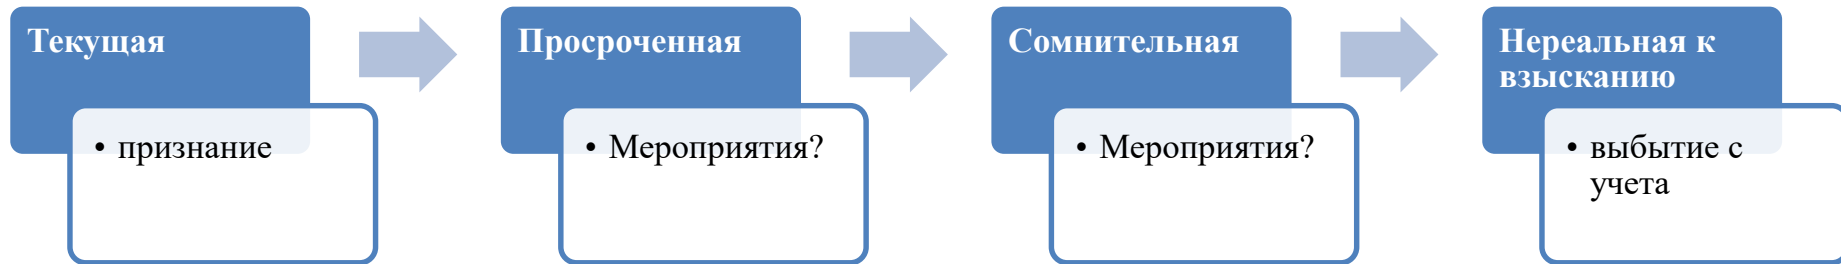 Текущая
• признание
Просроченная
• Мероприятия?
Сомнительная
• Мероприятия?
Нереальная к
взысканию
• выбытие с
учета